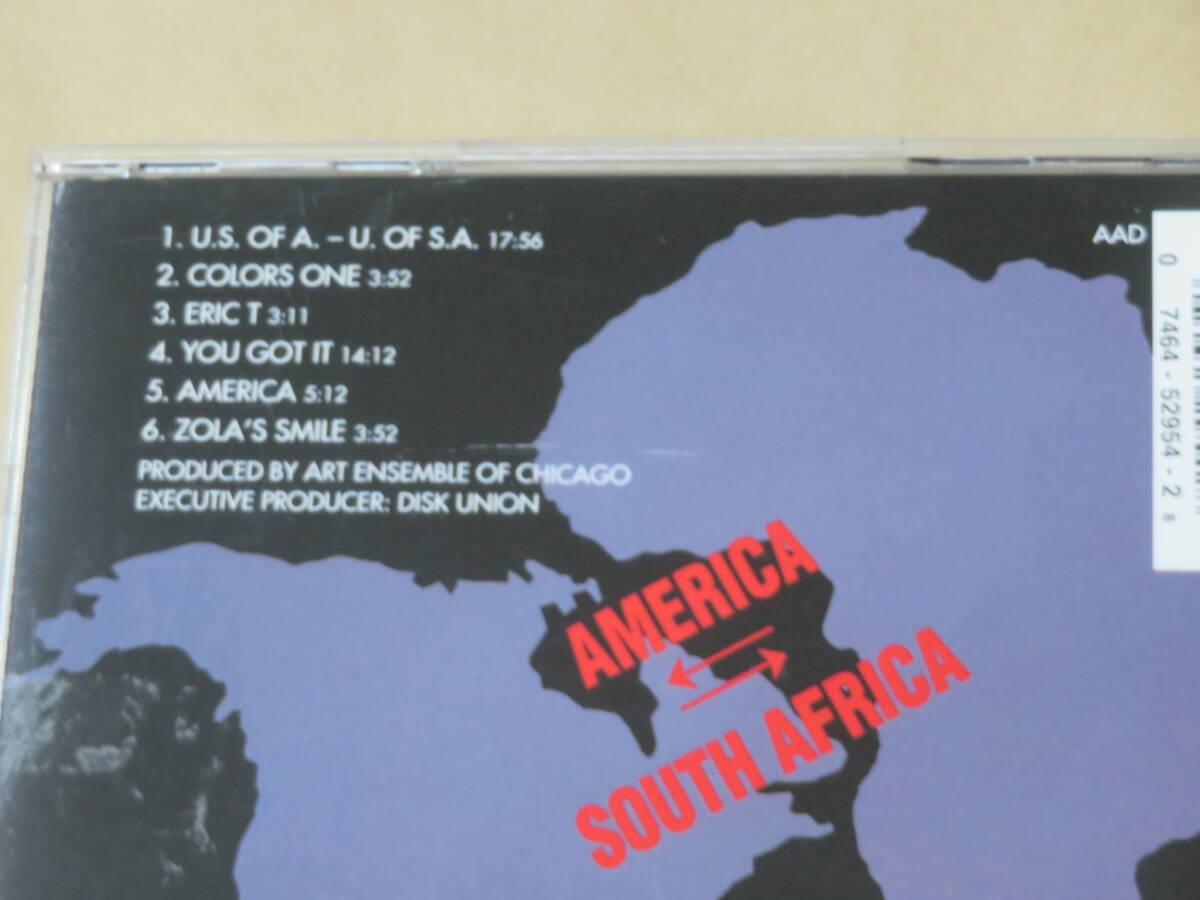 1. U.S. OF A. – U. OF S.A. 17:56
2. COLORS ONE 3:52
3. ERIC T 3:11
4. YOU GOT IT 14:12
5. AMERICA 5:12
6. ZOLA'S SMILE 3:52
PRODUCED BY ART ENSEMBLE OF CHICAGO
EXECUTIVE PRODUCER: DISK UNION
AAD
0 7464-52954-2 8
AMERICA
SOUTH AFRICA